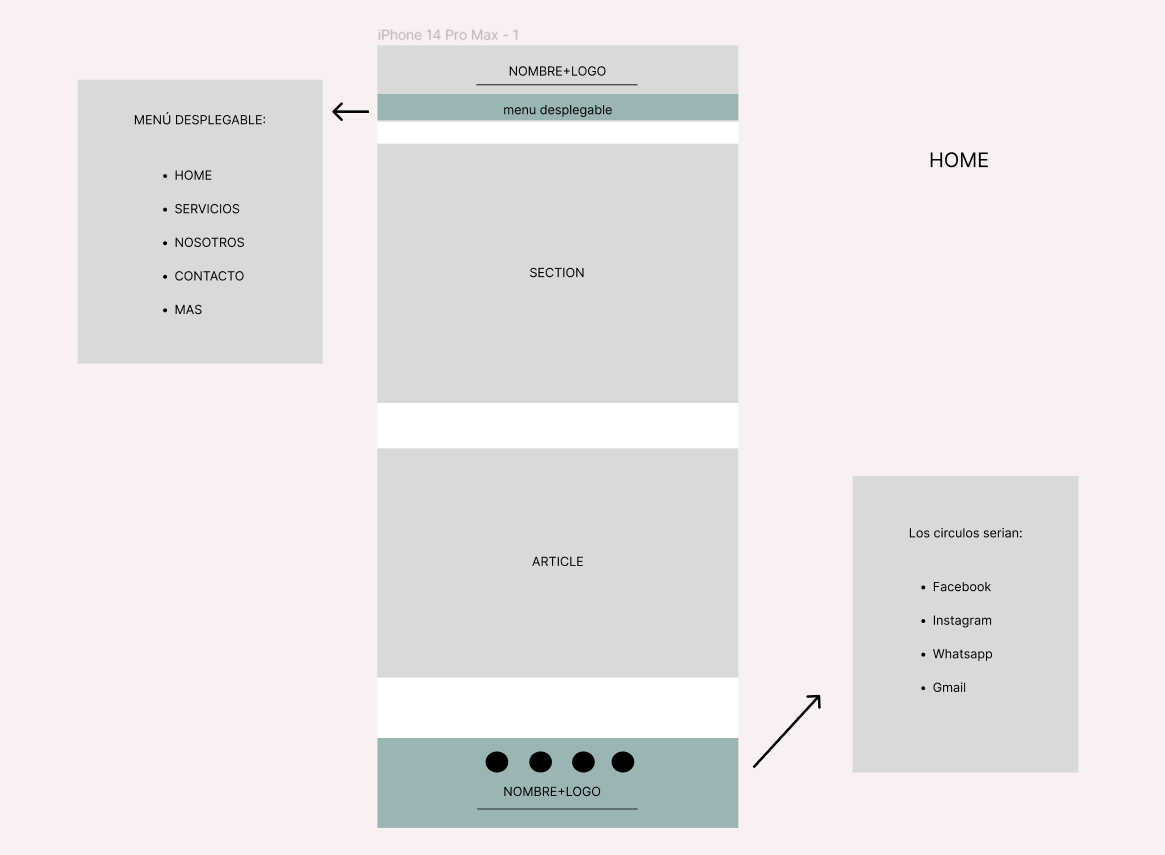 iPhone 14 Pro Max - 1
NOMBRE+LOGO
menu desplegable
MENÚ DESPLEGABLE:
• HOME
• SERVICIOS
• NOSOTROS
• CONTACTO
• MAS
HOME
SECTION
ARTICLE
Los circulos serian:
• Facebook
• Instagram
• Whatsapp
• Gmail
NOMBRE+LOGO